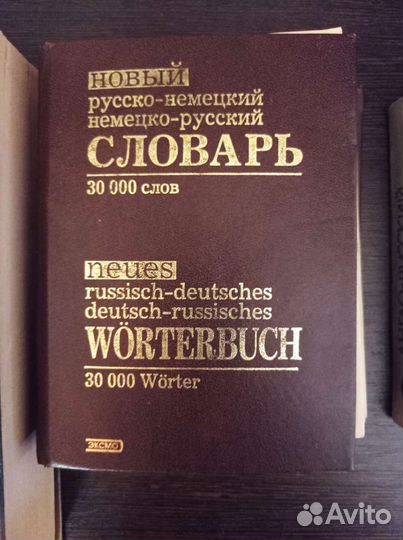 новый
русско-немецкий
немецко-русский
СЛОВАРЬ
30 000 слов
neues
russisch-deutsches
deutsch-russisches
WÖRTERBUCH
30 000 Wörter
ЭКСМО
Avito